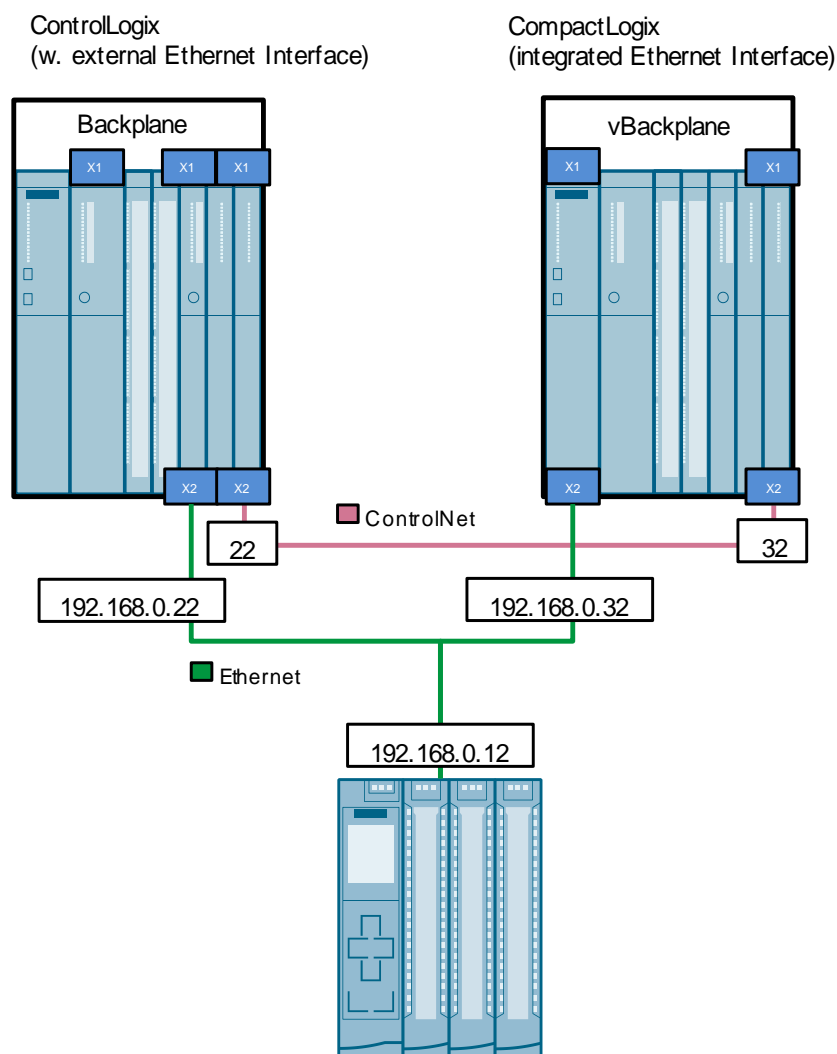 ControlLogix
(w. external Ethernet Interface)
CompactLogix
(integrated Ethernet Interface)
Backplane
vBackplane
X1
X1
X1
X1
X1
X2
X2
X2
X2
ControlNet
22
32
192.168.0.22
192.168.0.32
Ethernet
192.168.0.12